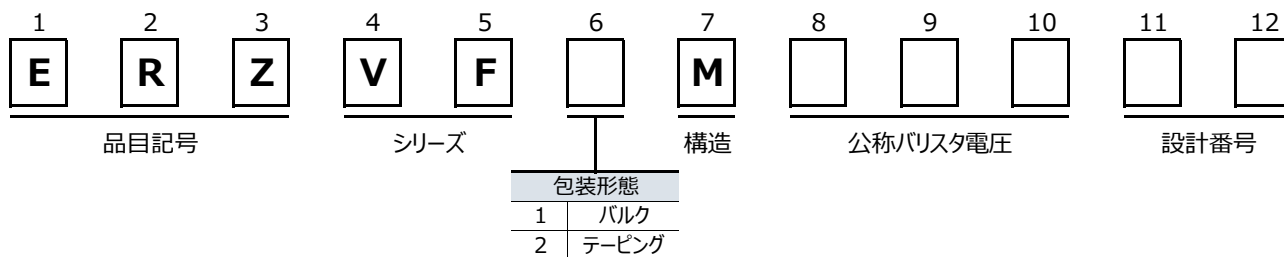 1 2 3 4 5 6 7 8 9 10 11 12
E R Z V F M
品目記号 シリーズ 構造 公称バリスタ電圧 設計番号
包装形態
1 バルク
2 テーピング